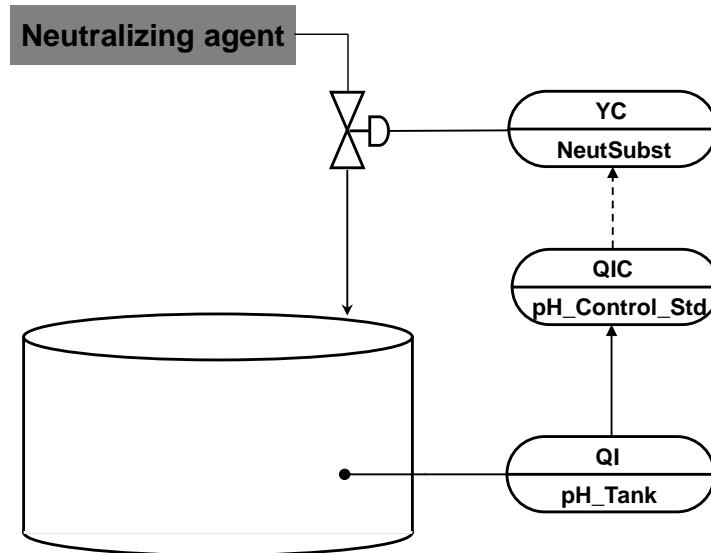 Neutralizing agent
YC
NeutSubst
QIC
pH_Control_Std
QI
pH_Tank